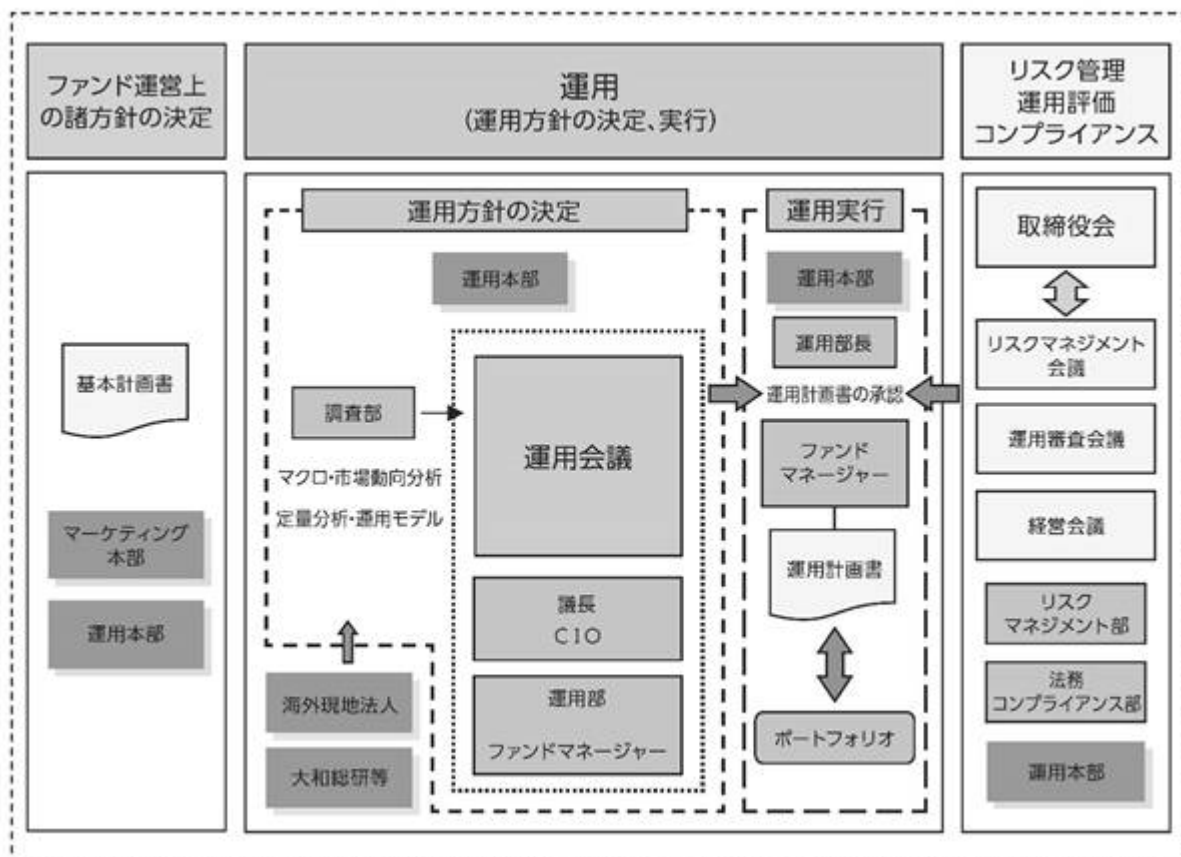 ファンド運営上
の諸方針の決定
運用
(運用方針の決定、実行)
リスク管理
運用評価
コンプライアンス
基本計画書
マーケティング
本部
運用本部
運用方針の決定
運用本部
調査部
マクロ・市場動向分析
定量分析・運用モデル
海外現地法人
大和総研等
運用会議
議長
CIO
運用部
ファンドマネージャー
運用実行
運用本部
運用部長
運用計画書の承認
ファンド
マネージャー
運用計画書
ポートフォリオ
取締役会
リスクマネジメント
会議
運用審査会議
経営会議
リスク
マネジメント部
法務
コンプライアンス部
運用本部